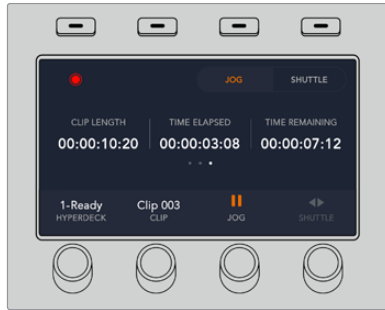 JOG SHUTTLE
CLIP LENGTH TIME ELAPSED TIME REMAINING
00:00:10:20 00:00:03:08 00:00:07:12
1-Ready Clip 003
HYPERDECK CLIP JOG SHUTTLE